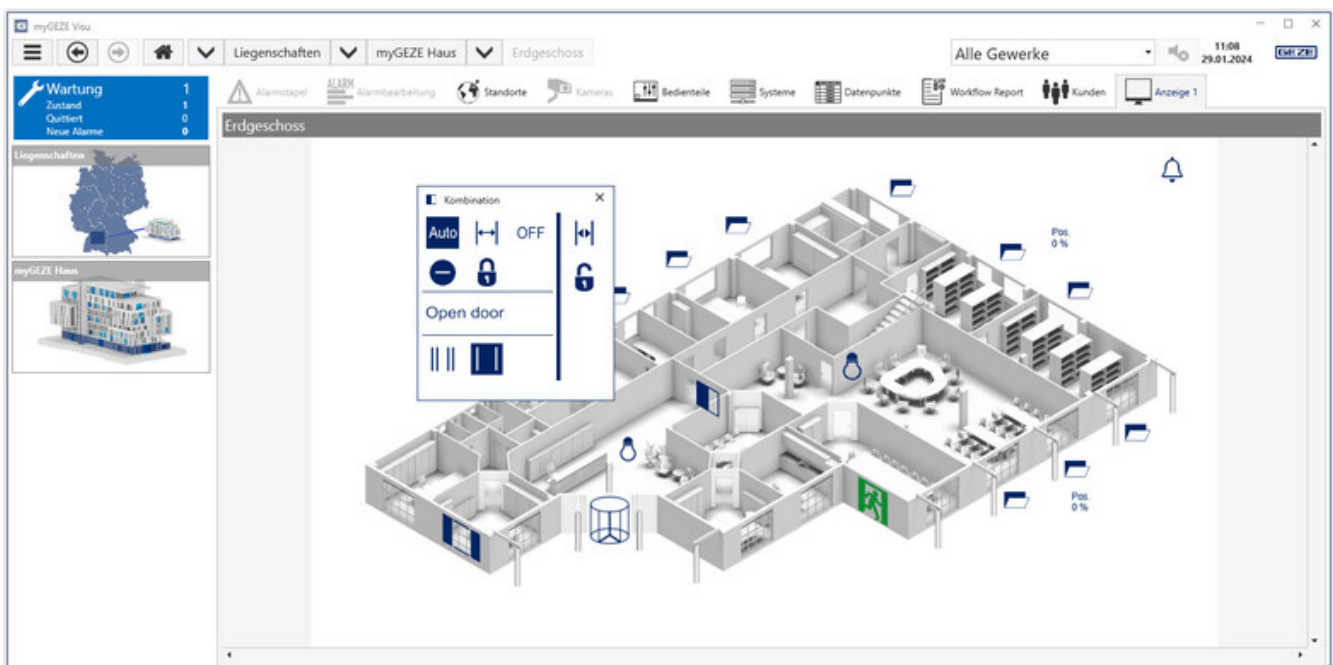 myGEZE Visu
Liegenschaften
myGEZE Haus
Erdgeschoss
Alle Gewerke
11:08
29.01.2024
GEZE
Wartung 1
Zustand 1
Quittiert 0
Neue Alarme 0
Alarmstapel
ALARM
Alarmbearbeitung
Standorte
Kameras
Bedienteile
Systeme
Datenpunkte
Workflow Report
Kunden
Anzeige 1
Erdgeschoss
Liegenschaften
myGEZE Haus
Kombination
Auto
OFF
Open door
Pos.
0 %
Pos.
0 %